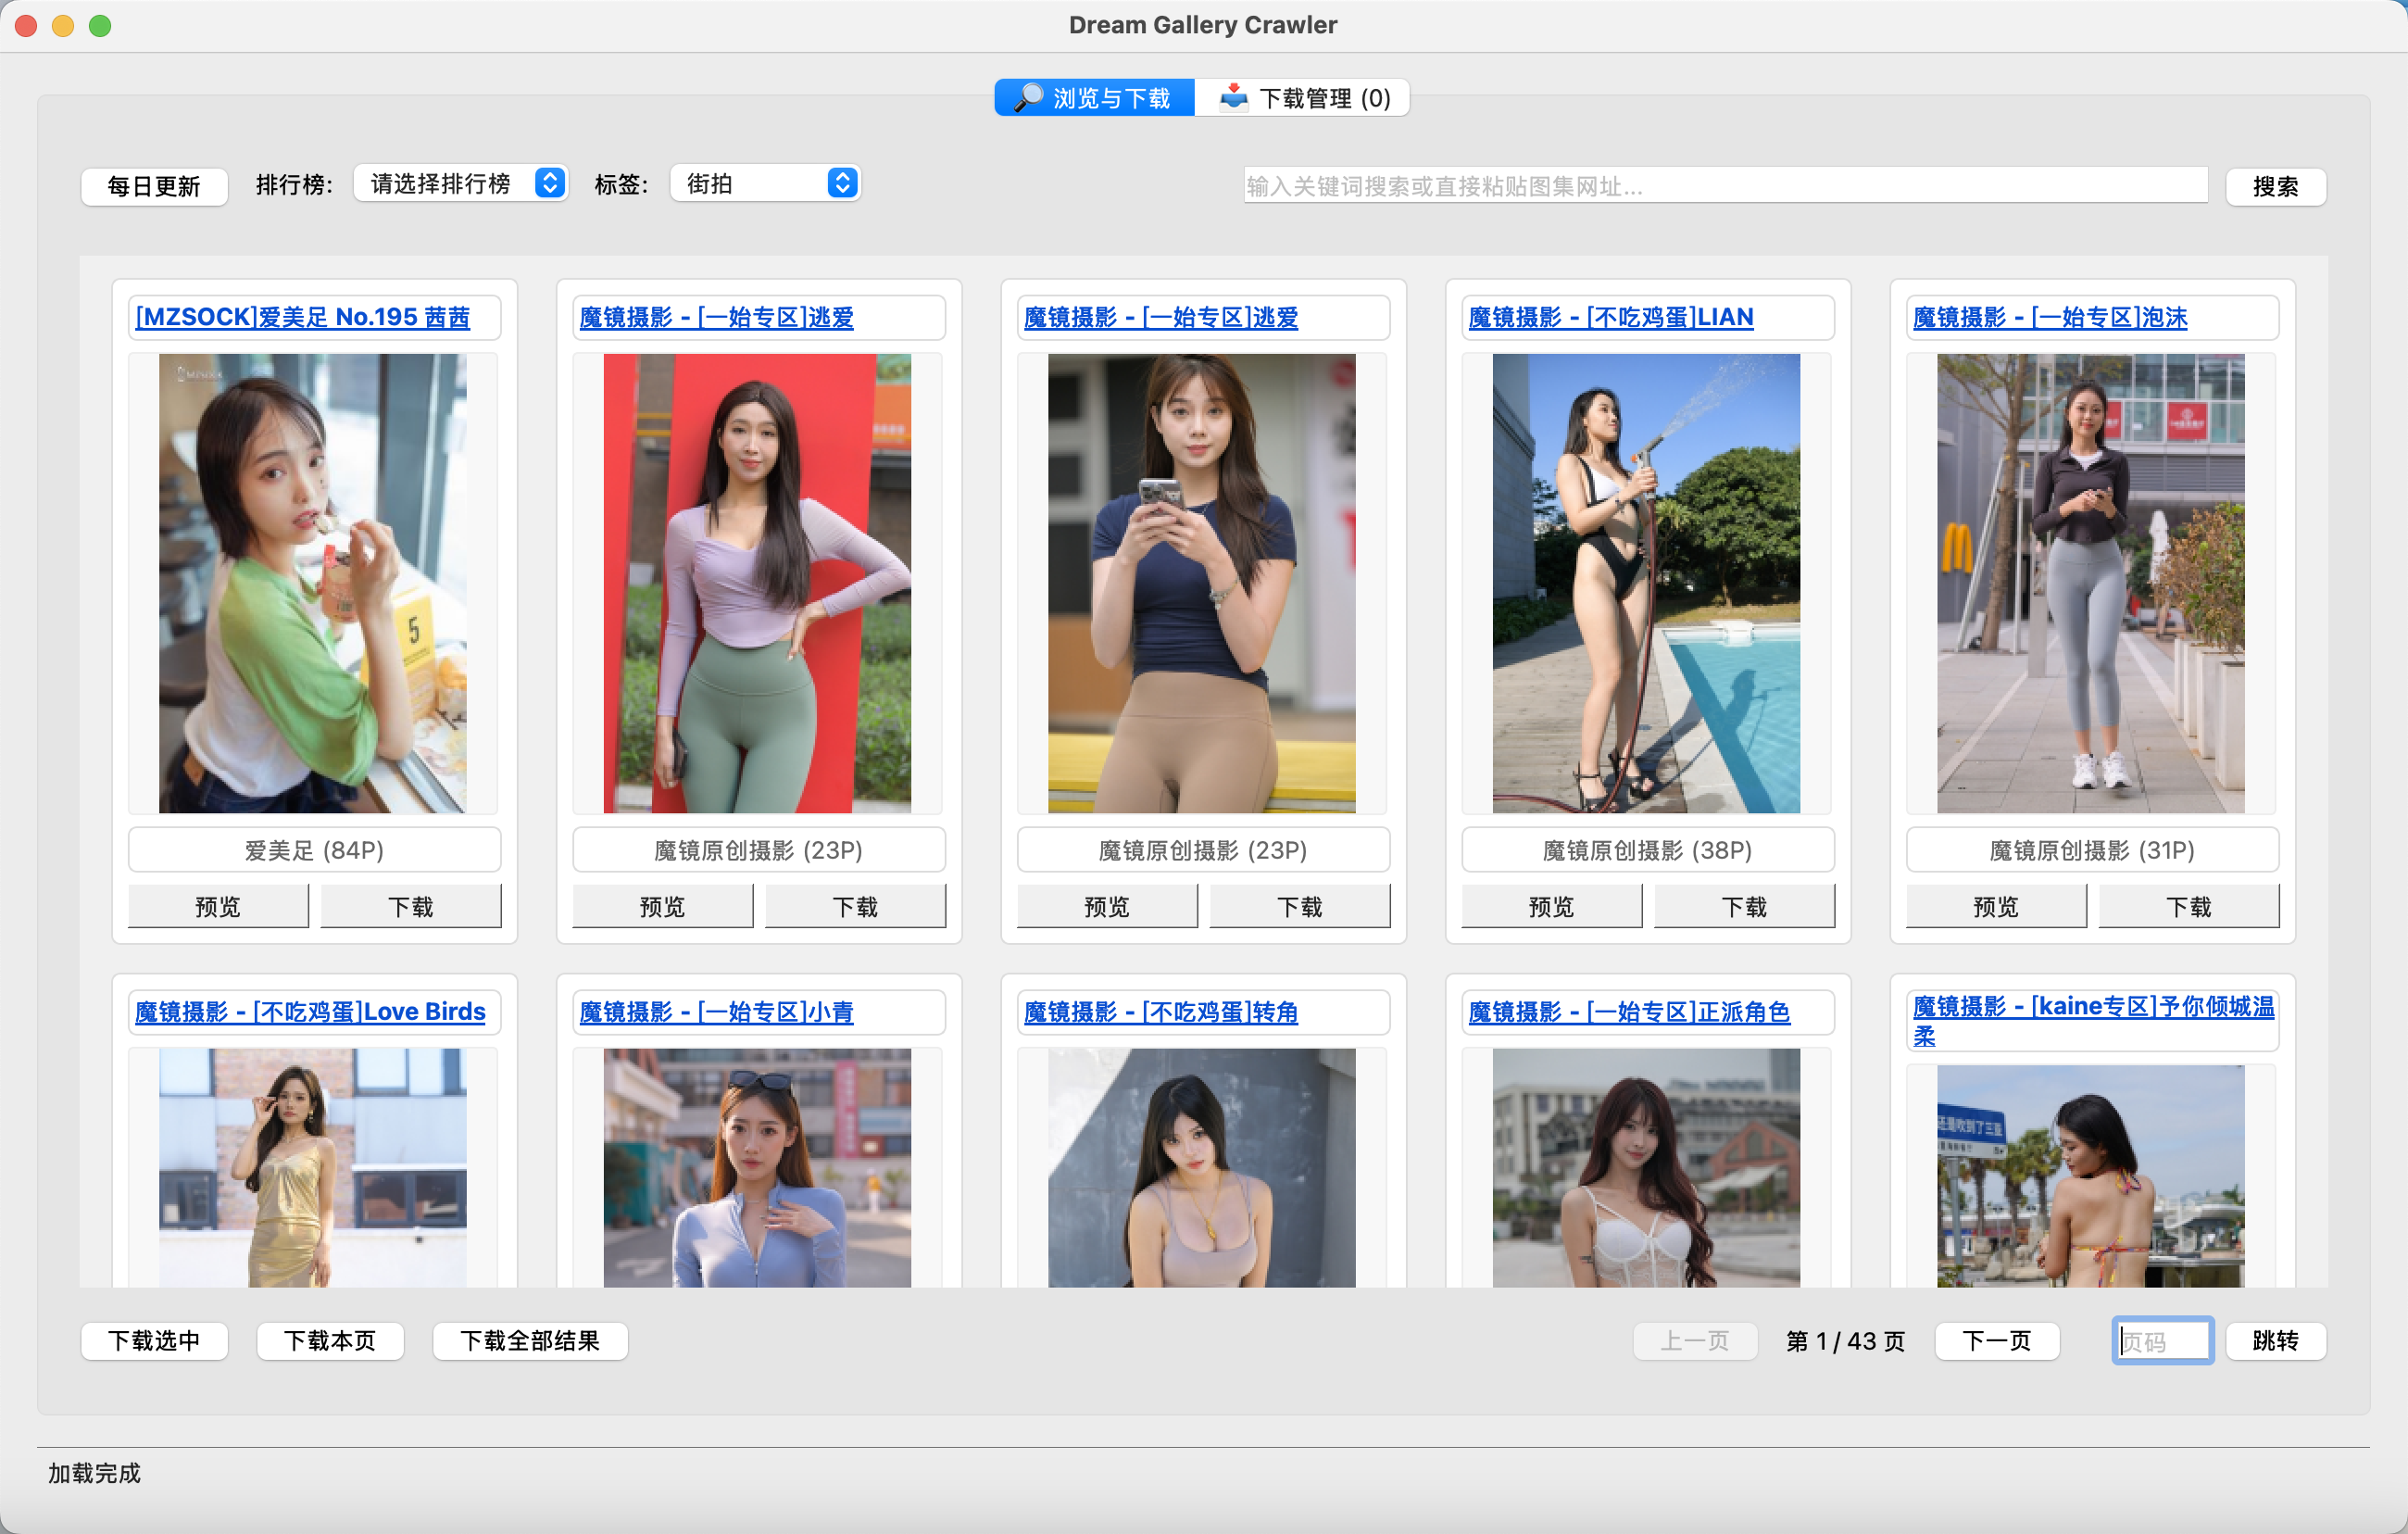 Dream Gallery Crawler
浏览与下载
下载管理 (0)
每日更新
排行榜:
请选择排行榜
标签:
街拍
输入关键词搜索或直接粘贴图集网址...
搜索
[MZSOCK]爱美足 No.195 茜茜
魔镜摄影 - [一始专区]逃爱
魔镜摄影 - [一始专区]逃爱
魔镜摄影 - [不吃鸡蛋]LIAN
魔镜摄影 - [一始专区]泡沫
5
爱美足 (84P)
魔镜原创摄影 (23P)
魔镜原创摄影 (23P)
魔镜原创摄影 (38P)
魔镜原创摄影 (31P)
预览
下载
预览
下载
预览
下载
预览
下载
预览
下载
魔镜摄影 - [不吃鸡蛋]Love Birds
魔镜摄影 - [一始专区]小青
魔镜摄影 - [不吃鸡蛋]转角
魔镜摄影 - [一始专区]正派角色
魔镜摄影 - [kaine专区]予你倾城温
柔
还是吹到了三亚
下载选中
下载本页
下载全部结果
上一页
第 1 / 43 页
下一页
页码
跳转
加载完成